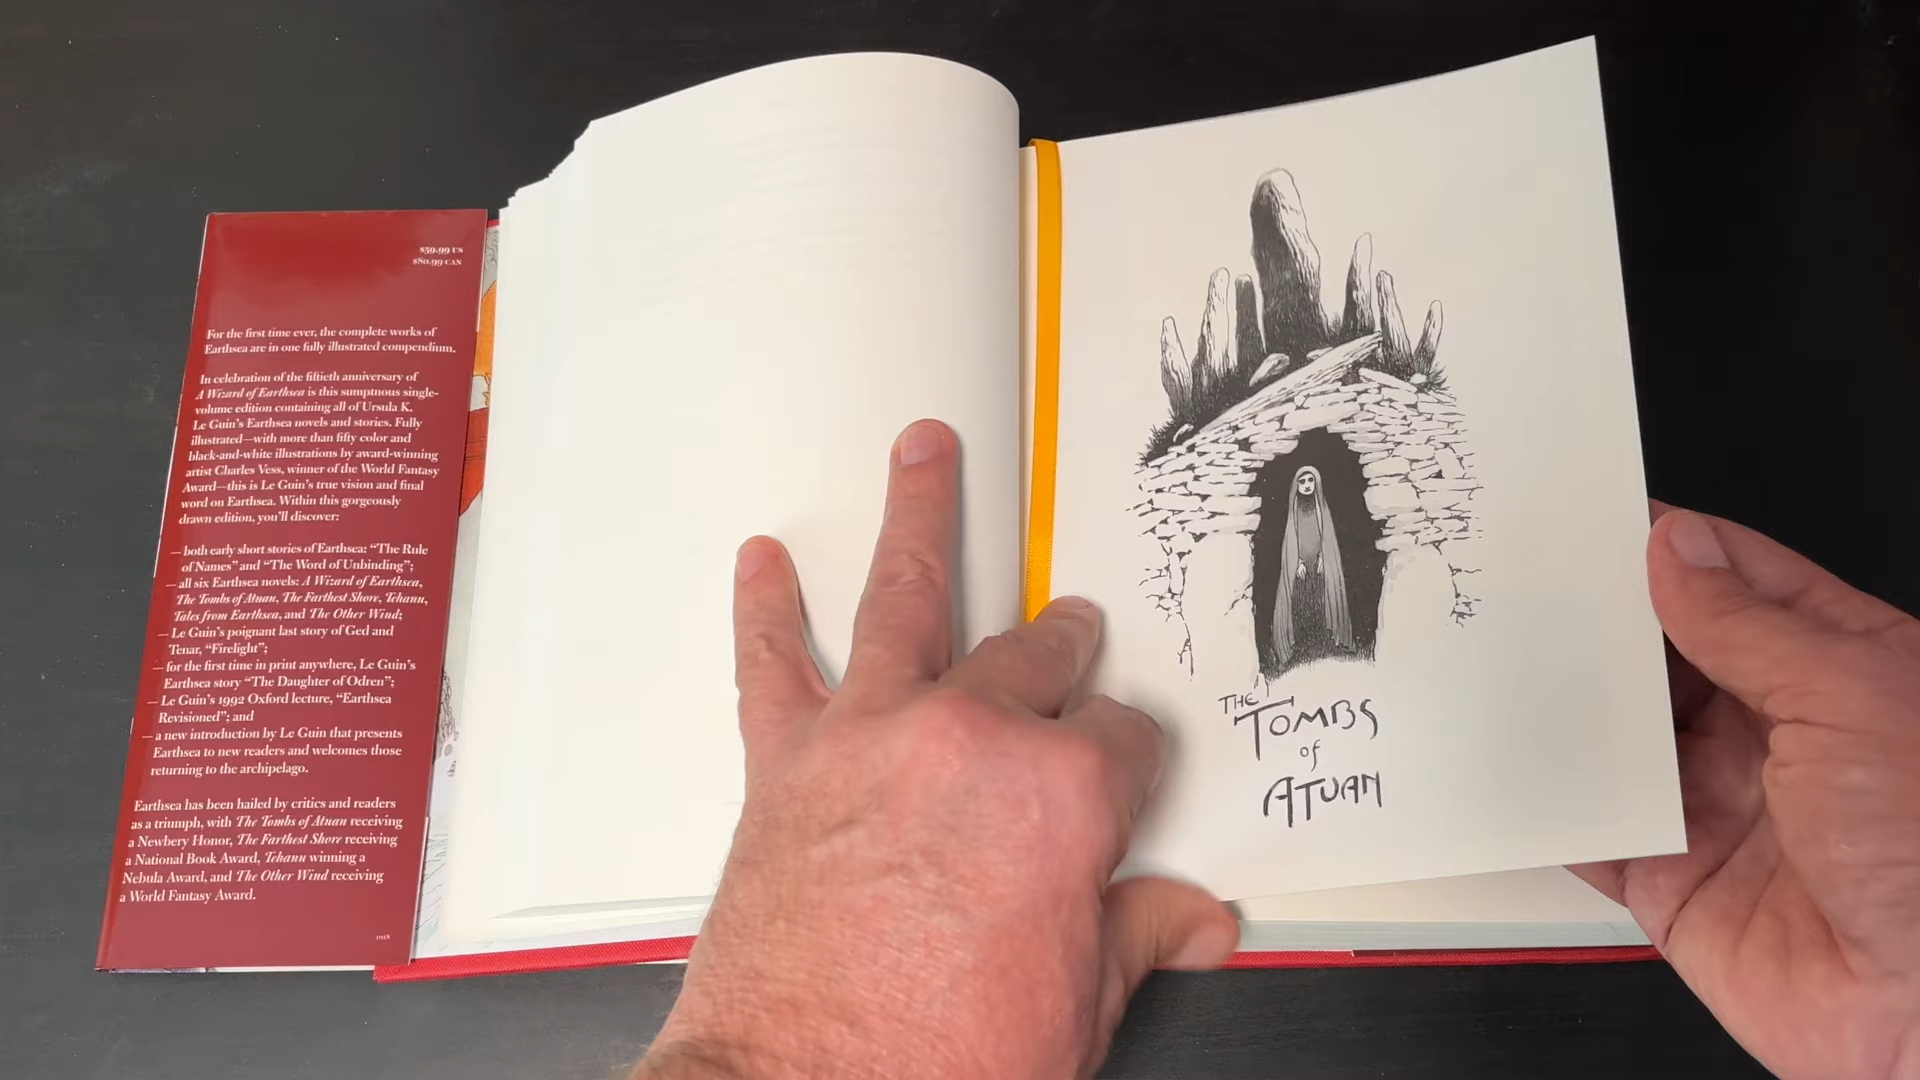 $59.99 US
$80.99 CAN
For the first time ever, the complete works of
Earthsea are in one fully illustrated compendium.
In celebration of the fiftieth anniversary of
A Wizard of Earthsea is this sumptuous single-
volume edition containing all of Ursula K.
Le Guin's Earthsea novels and stories. Fully
illustrated—with more than fifty color and
black-and-white illustrations by award-winning
artist Charles Vess, winner of the World Fantasy
Award—this is Le Guin's true vision and final
word on Earthsea. Within this gorgeously
drawn edition, you'll discover:
— both early short stories of Earthsea: "The Rule
of Names" and "The Word of Unbinding";
— all six Earthsea novels: A Wizard of Earthsea,
The Tombs of Atuan, The Farthest Shore, Tehanu,
Tales from Earthsea, and The Other Wind;
— Le Guin's poignant last story of Ged and
Tenar, "Firelight";
— for the first time in print anywhere, Le Guin's
Earthsea story "The Daughter of Odren";
— Le Guin's 1992 Oxford lecture, "Earthsea
Revisioned"; and
— a new introduction by Le Guin that presents
Earthsea to new readers and welcomes those
returning to the archipelago.
Earthsea has been hailed by critics and readers
as a triumph, with The Tombs of Atuan receiving
a Newbery Honor, The Farthest Shore receiving
a National Book Award, Tehanu winning a
Nebula Award, and The Other Wind receiving
a World Fantasy Award.
1018
THE
TOMBS
of
ATUAN